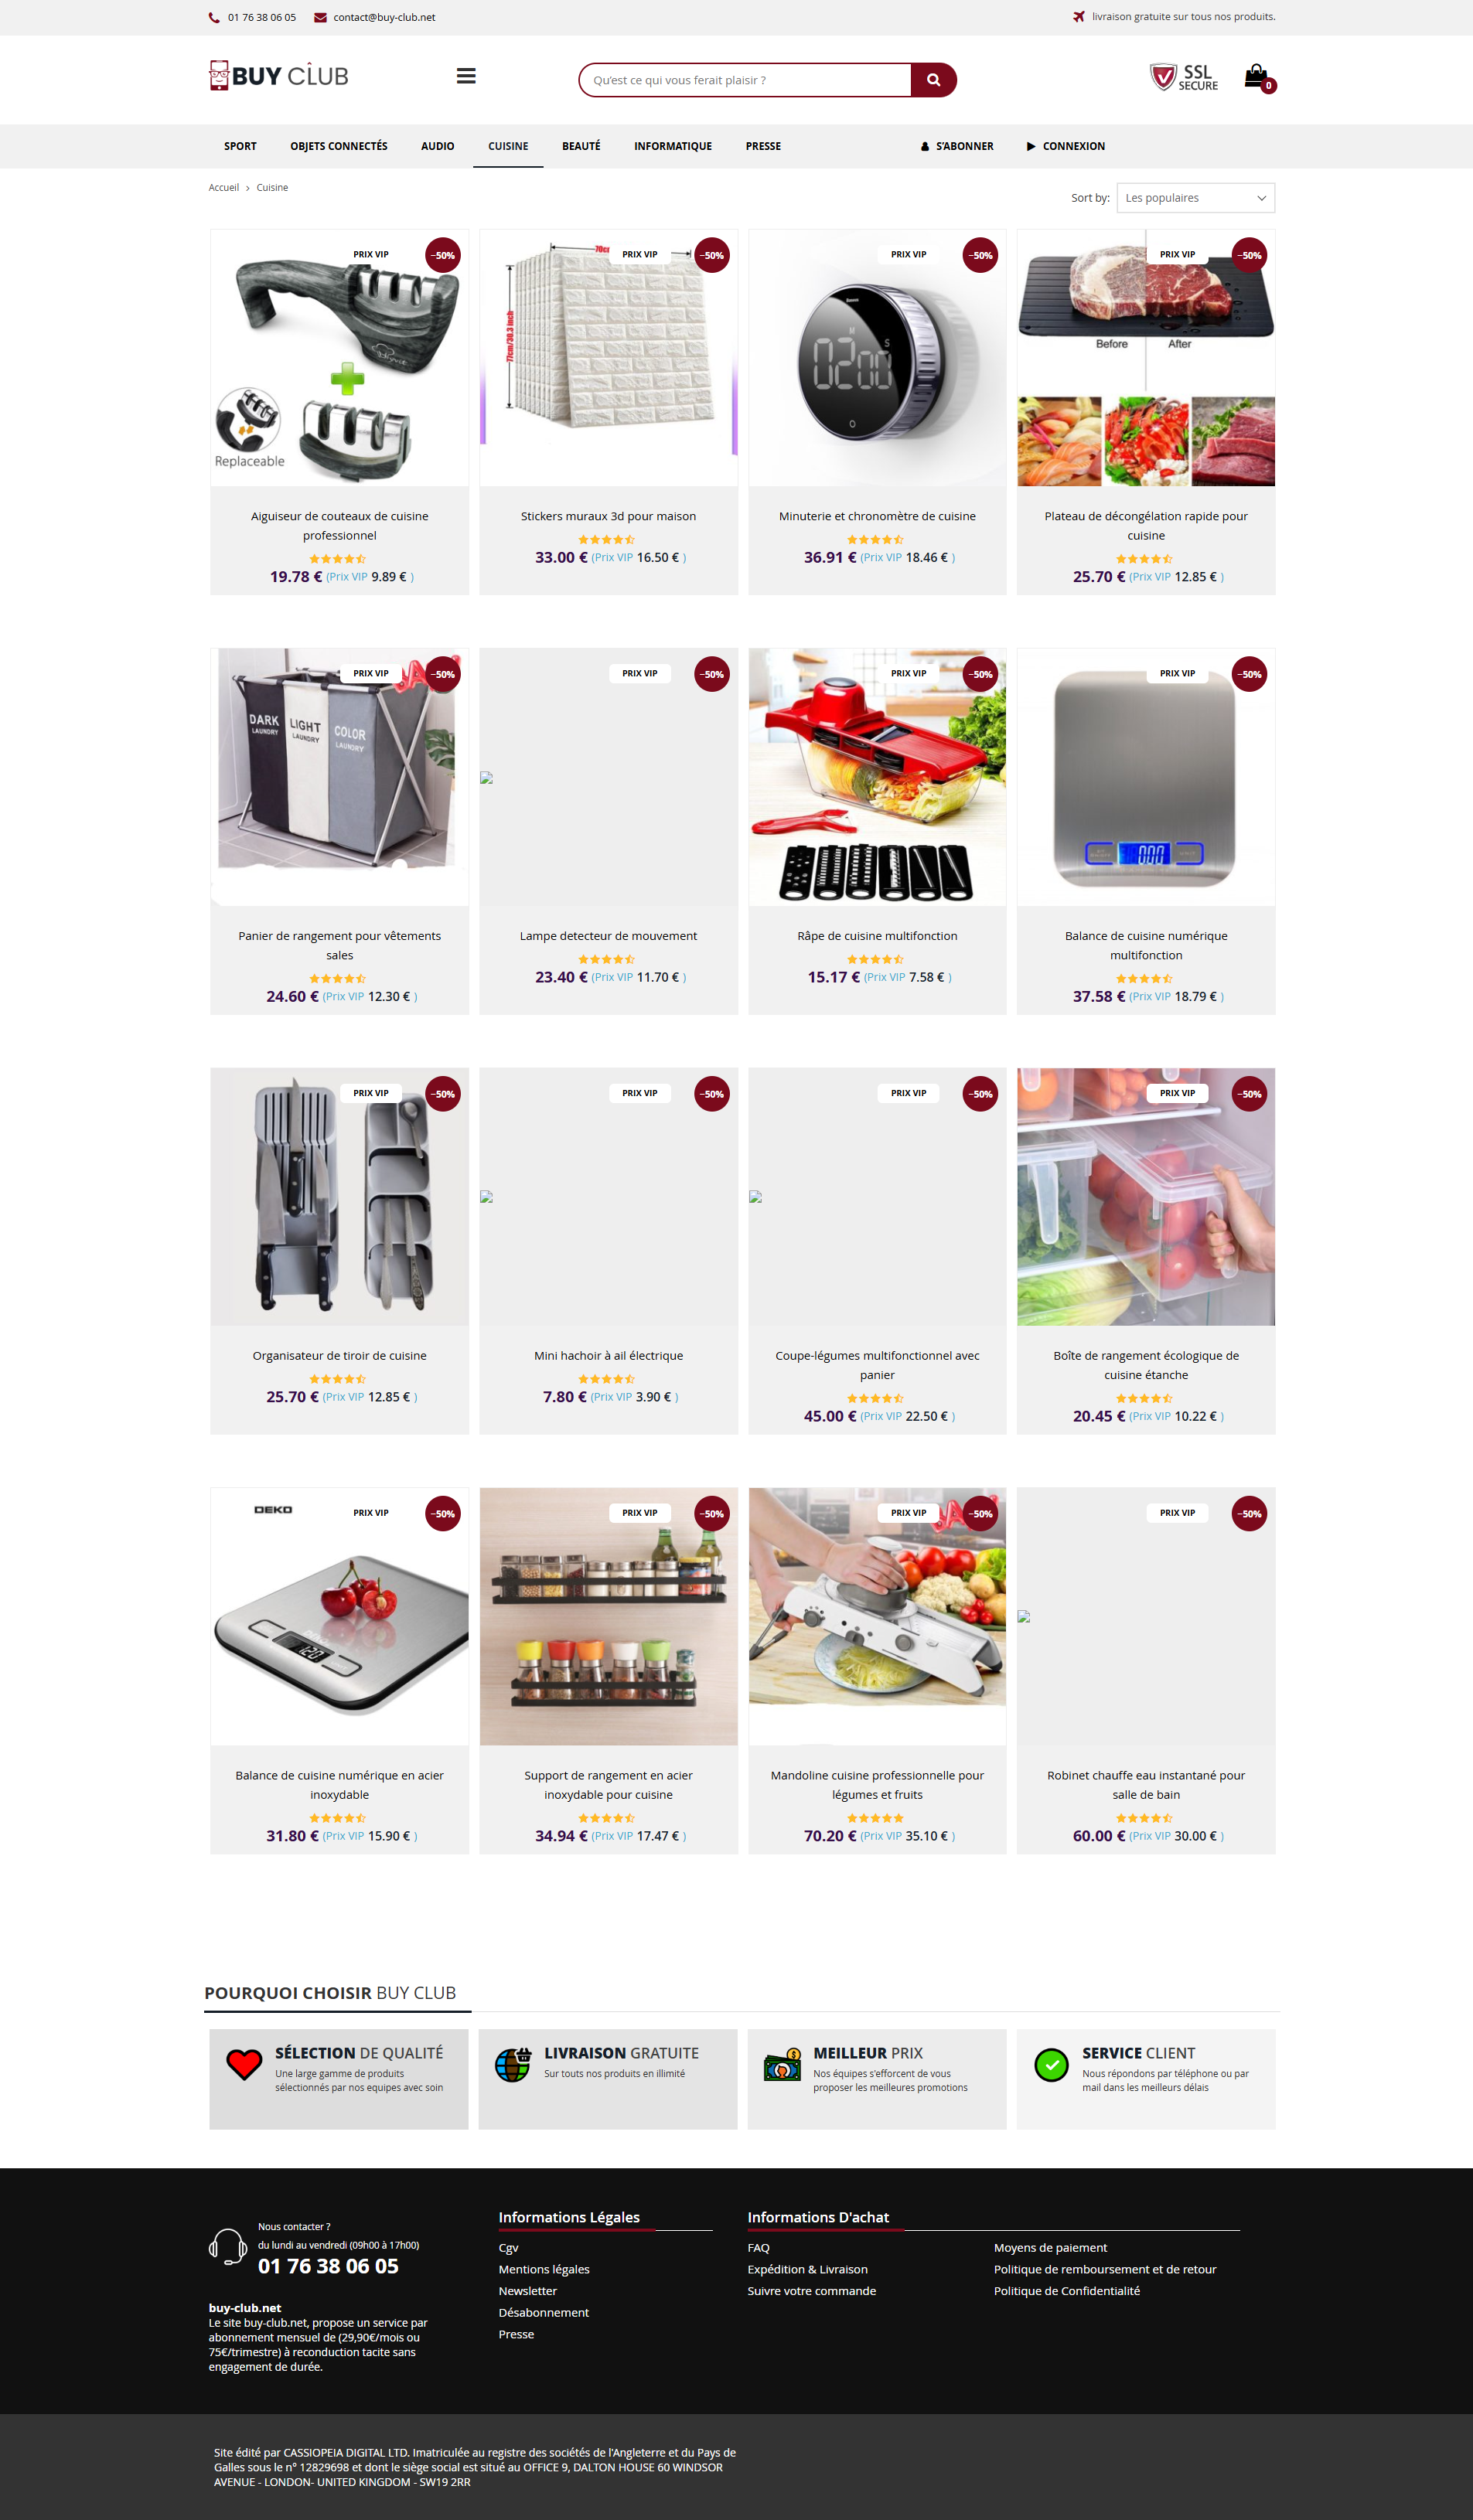 01 76 38 06 05
contact@buy-club.net
livraison gratuite sur tous nos produits.
BUY CLUB
Qu'est ce qui vous ferait plaisir ?
SSL
SECURE
0
SPORT
OBJETS CONNECTÉS
AUDIO
CUISINE
BEAUTÉ
INFORMATIQUE
PRESSE
S'ABONNER
CONNEXION
Accueil › Cuisine
Sort by:
Les populaires
PRIX VIP
−50%
Replaceable
Aiguiseur de couteaux de cuisine
professionnel
19.78 € (Prix VIP 9.89 € )
70c
77cm/30.3 inch
PRIX VIP
−50%
Stickers muraux 3d pour maison
33.00 € (Prix VIP 16.50 € )
PRIX VIP
−50%
M
S
02 00
Minuterie et chronomètre de cuisine
36.91 € (Prix VIP 18.46 € )
PRIX VIP
−50%
Before
After
Plateau de décongélation rapide pour
cuisine
25.70 € (Prix VIP 12.85 € )
PRIX VIP
−50%
DARK
LAUNDRY
LIGHT
LAUNDRY
COLOR
LAUNDRY
Panier de rangement pour vêtements
sales
24.60 € (Prix VIP 12.30 € )
PRIX VIP
−50%
Lampe detecteur de mouvement
23.40 € (Prix VIP 11.70 € )
PRIX VIP
−50%
Râpe de cuisine multifonction
15.17 € (Prix VIP 7.58 € )
PRIX VIP
−50%
000
Balance de cuisine numérique
multifonction
37.58 € (Prix VIP 18.79 € )
PRIX VIP
−50%
Organisateur de tiroir de cuisine
25.70 € (Prix VIP 12.85 € )
PRIX VIP
−50%
Mini hachoir à ail électrique
7.80 € (Prix VIP 3.90 € )
PRIX VIP
−50%
Coupe-légumes multifonctionnel avec
panier
45.00 € (Prix VIP 22.50 € )
PRIX VIP
−50%
Boîte de rangement écologique de
cuisine étanche
20.45 € (Prix VIP 10.22 € )
DEKO
PRIX VIP
−50%
120
Balance de cuisine numérique en acier
inoxydable
31.80 € (Prix VIP 15.90 € )
PRIX VIP
−50%
Support de rangement en acier
inoxydable pour cuisine
34.94 € (Prix VIP 17.47 € )
PRIX VIP
−50%
Mandoline cuisine professionnelle pour
légumes et fruits
70.20 € (Prix VIP 35.10 € )
PRIX VIP
−50%
Robinet chauffe eau instantané pour
salle de bain
60.00 € (Prix VIP 30.00 € )
POURQUOI CHOISIR BUY CLUB
SÉLECTION DE QUALITÉ
Une large gamme de produits
sélectionnés par nos equipes avec soin
LIVRAISON GRATUITE
Sur touts nos produits en illimité
MEILLEUR PRIX
Nos équipes s'efforcent de vous
proposer les meilleures promotions
SERVICE CLIENT
Nous répondons par téléphone ou par
mail dans les meilleurs délais
Nous contacter ?
du lundi au vendredi (09h00 à 17h00)
01 76 38 06 05
buy-club.net
Le site buy-club.net, propose un service par
abonnement mensuel de (29,90€/mois ou
75€/trimestre) à reconduction tacite sans
engagement de durée.
Informations Légales
Cgv
Mentions légales
Newsletter
Désabonnement
Presse
Informations D'achat
FAQ
Expédition & Livraison
Suivre votre commande
Moyens de paiement
Politique de remboursement et de retour
Politique de Confidentialité
Site édité par CASSIOPEIA DIGITAL LTD. Imatriculée au registre des sociétés de l'Angleterre et du Pays de
Galles sous le n° 12829698 et dont le siège social est situé au OFFICE 9, DALTON HOUSE 60 WINDSOR
AVENUE - LONDON- UNITED KINGDOM - SW19 2RR